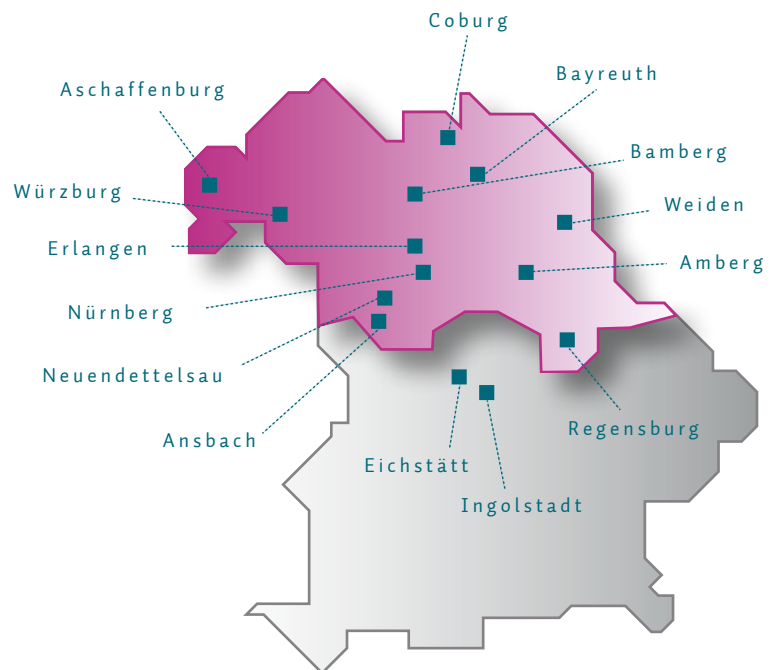 Coburg
Bayreuth
Aschaffenburg
Bamberg
Würzburg
Weiden
Erlangen
Amberg
Nürnberg
Neuendettelsau
Regensburg
Ansbach
Eichstätt
Ingolstadt